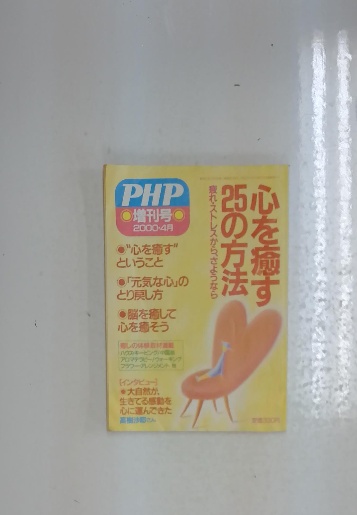 PHP
増刊号
2000・4月
心を癒す
25の方法
疲れ・ストレスから、さようなら
●"心を癒す"
ということ
●「元気な心」の
とり戻し方
●脳を癒して
心を癒そう
[インタビュー]
●大自然が、
生きてる感動を
心に運んできた